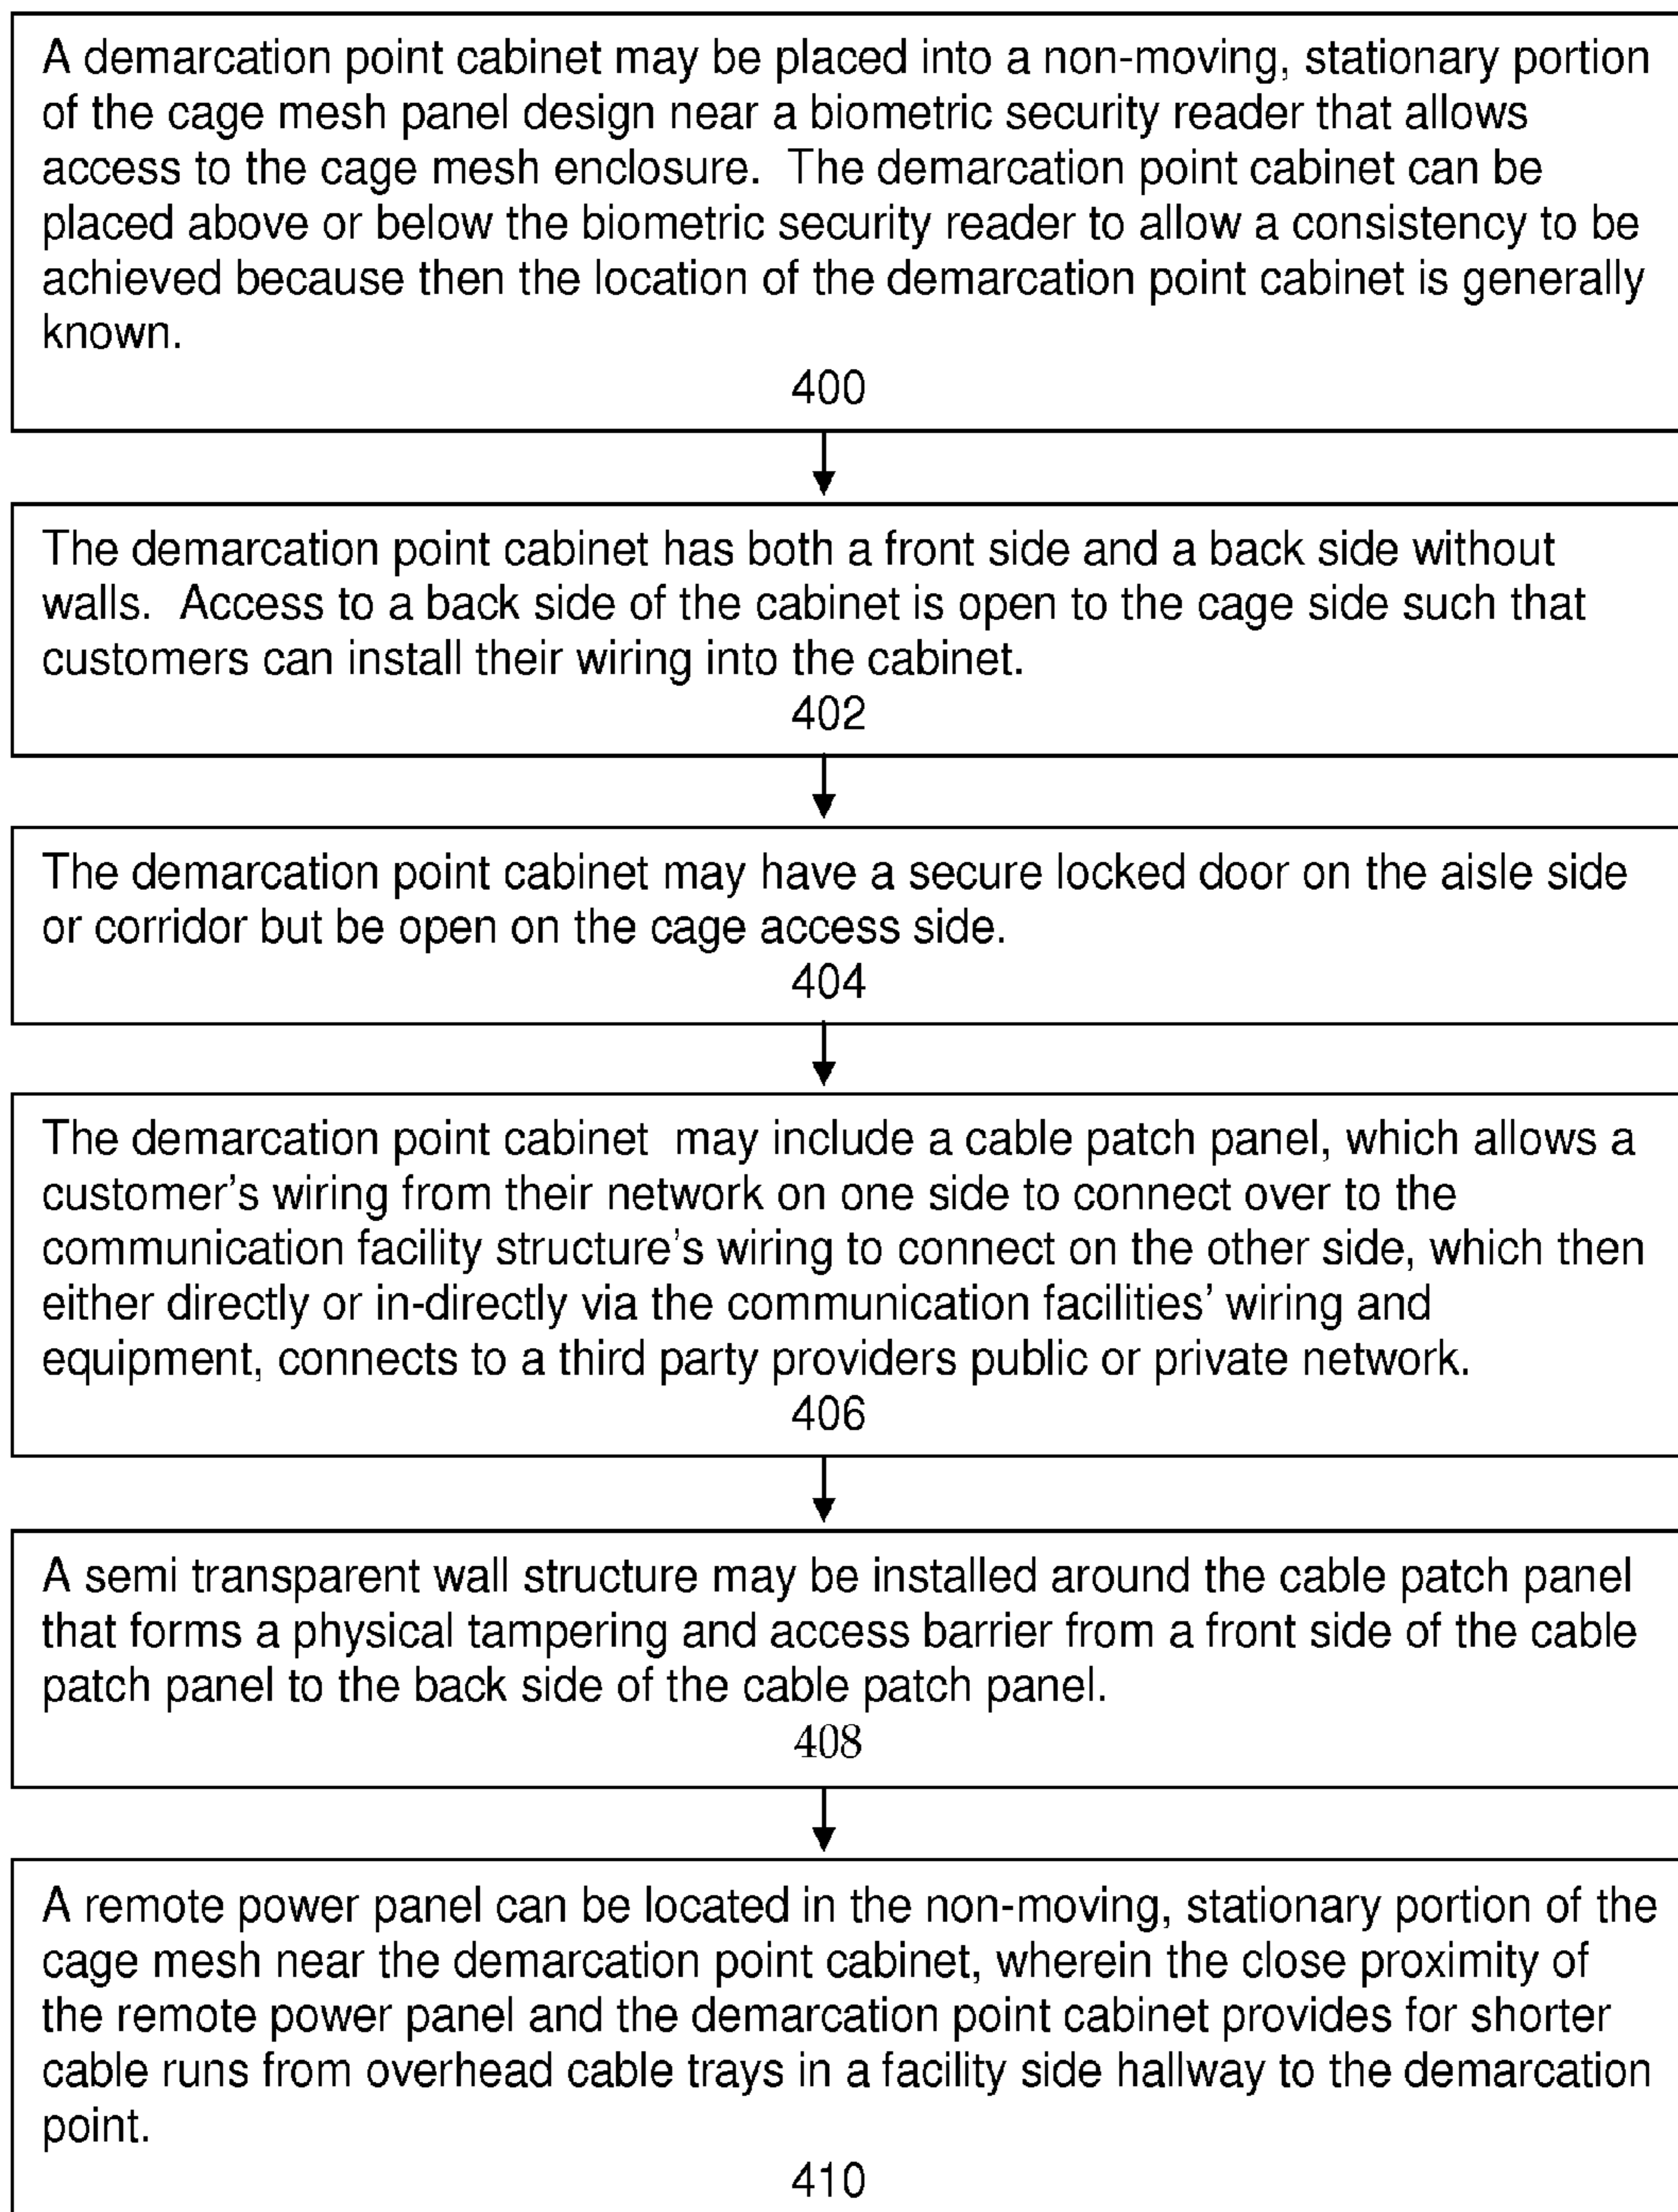 A demarcation point cabinet may be placed into a non-moving, stationary portion
of the cage mesh panel design near a biometric security reader that allows
access to the cage mesh enclosure.  The demarcation point cabinet can be
placed above or below the biometric security reader to allow a consistency to be
achieved because then the location of the demarcation point cabinet is generally
known.
400
The demarcation point cabinet has both a front side and a back side without
walls.  Access to a back side of the cabinet is open to the cage side such that
customers can install their wiring into the cabinet.
402
The demarcation point cabinet may have a secure locked door on the aisle side
or corridor but be open on the cage access side.
404
The demarcation point cabinet  may include a cable patch panel, which allows a
customer's wiring from their network on one side to connect over to the
communication facility structure's wiring to connect on the other side, which then
either directly or in-directly via the communication facilities' wiring and
equipment, connects to a third party providers public or private network.
406
A semi transparent wall structure may be installed around the cable patch panel
that forms a physical tampering and access barrier from a front side of the cable
patch panel to the back side of the cable patch panel.
408
A remote power panel can be located in the non-moving, stationary portion of the
cage mesh near the demarcation point cabinet, wherein the close proximity of
the remote power panel and the demarcation point cabinet provides for shorter
cable runs from overhead cable trays in a facility side hallway to the demarcation
point.
410